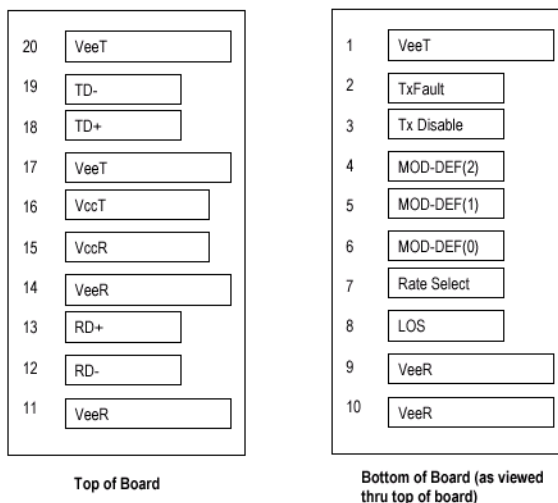 20 VeeT
19 TD-
18 TD+
17 VeeT
16 VccT
15 VccR
14 VeeR
13 RD+
12 RD-
11 VeeR
Top of Board
1 VeeT
2 TxFault
3 Tx Disable
4 MOD-DEF(2)
5 MOD-DEF(1)
6 MOD-DEF(0)
7 Rate Select
8 LOS
9 VeeR
10 VeeR
Bottom of Board (as viewed
thru top of board)